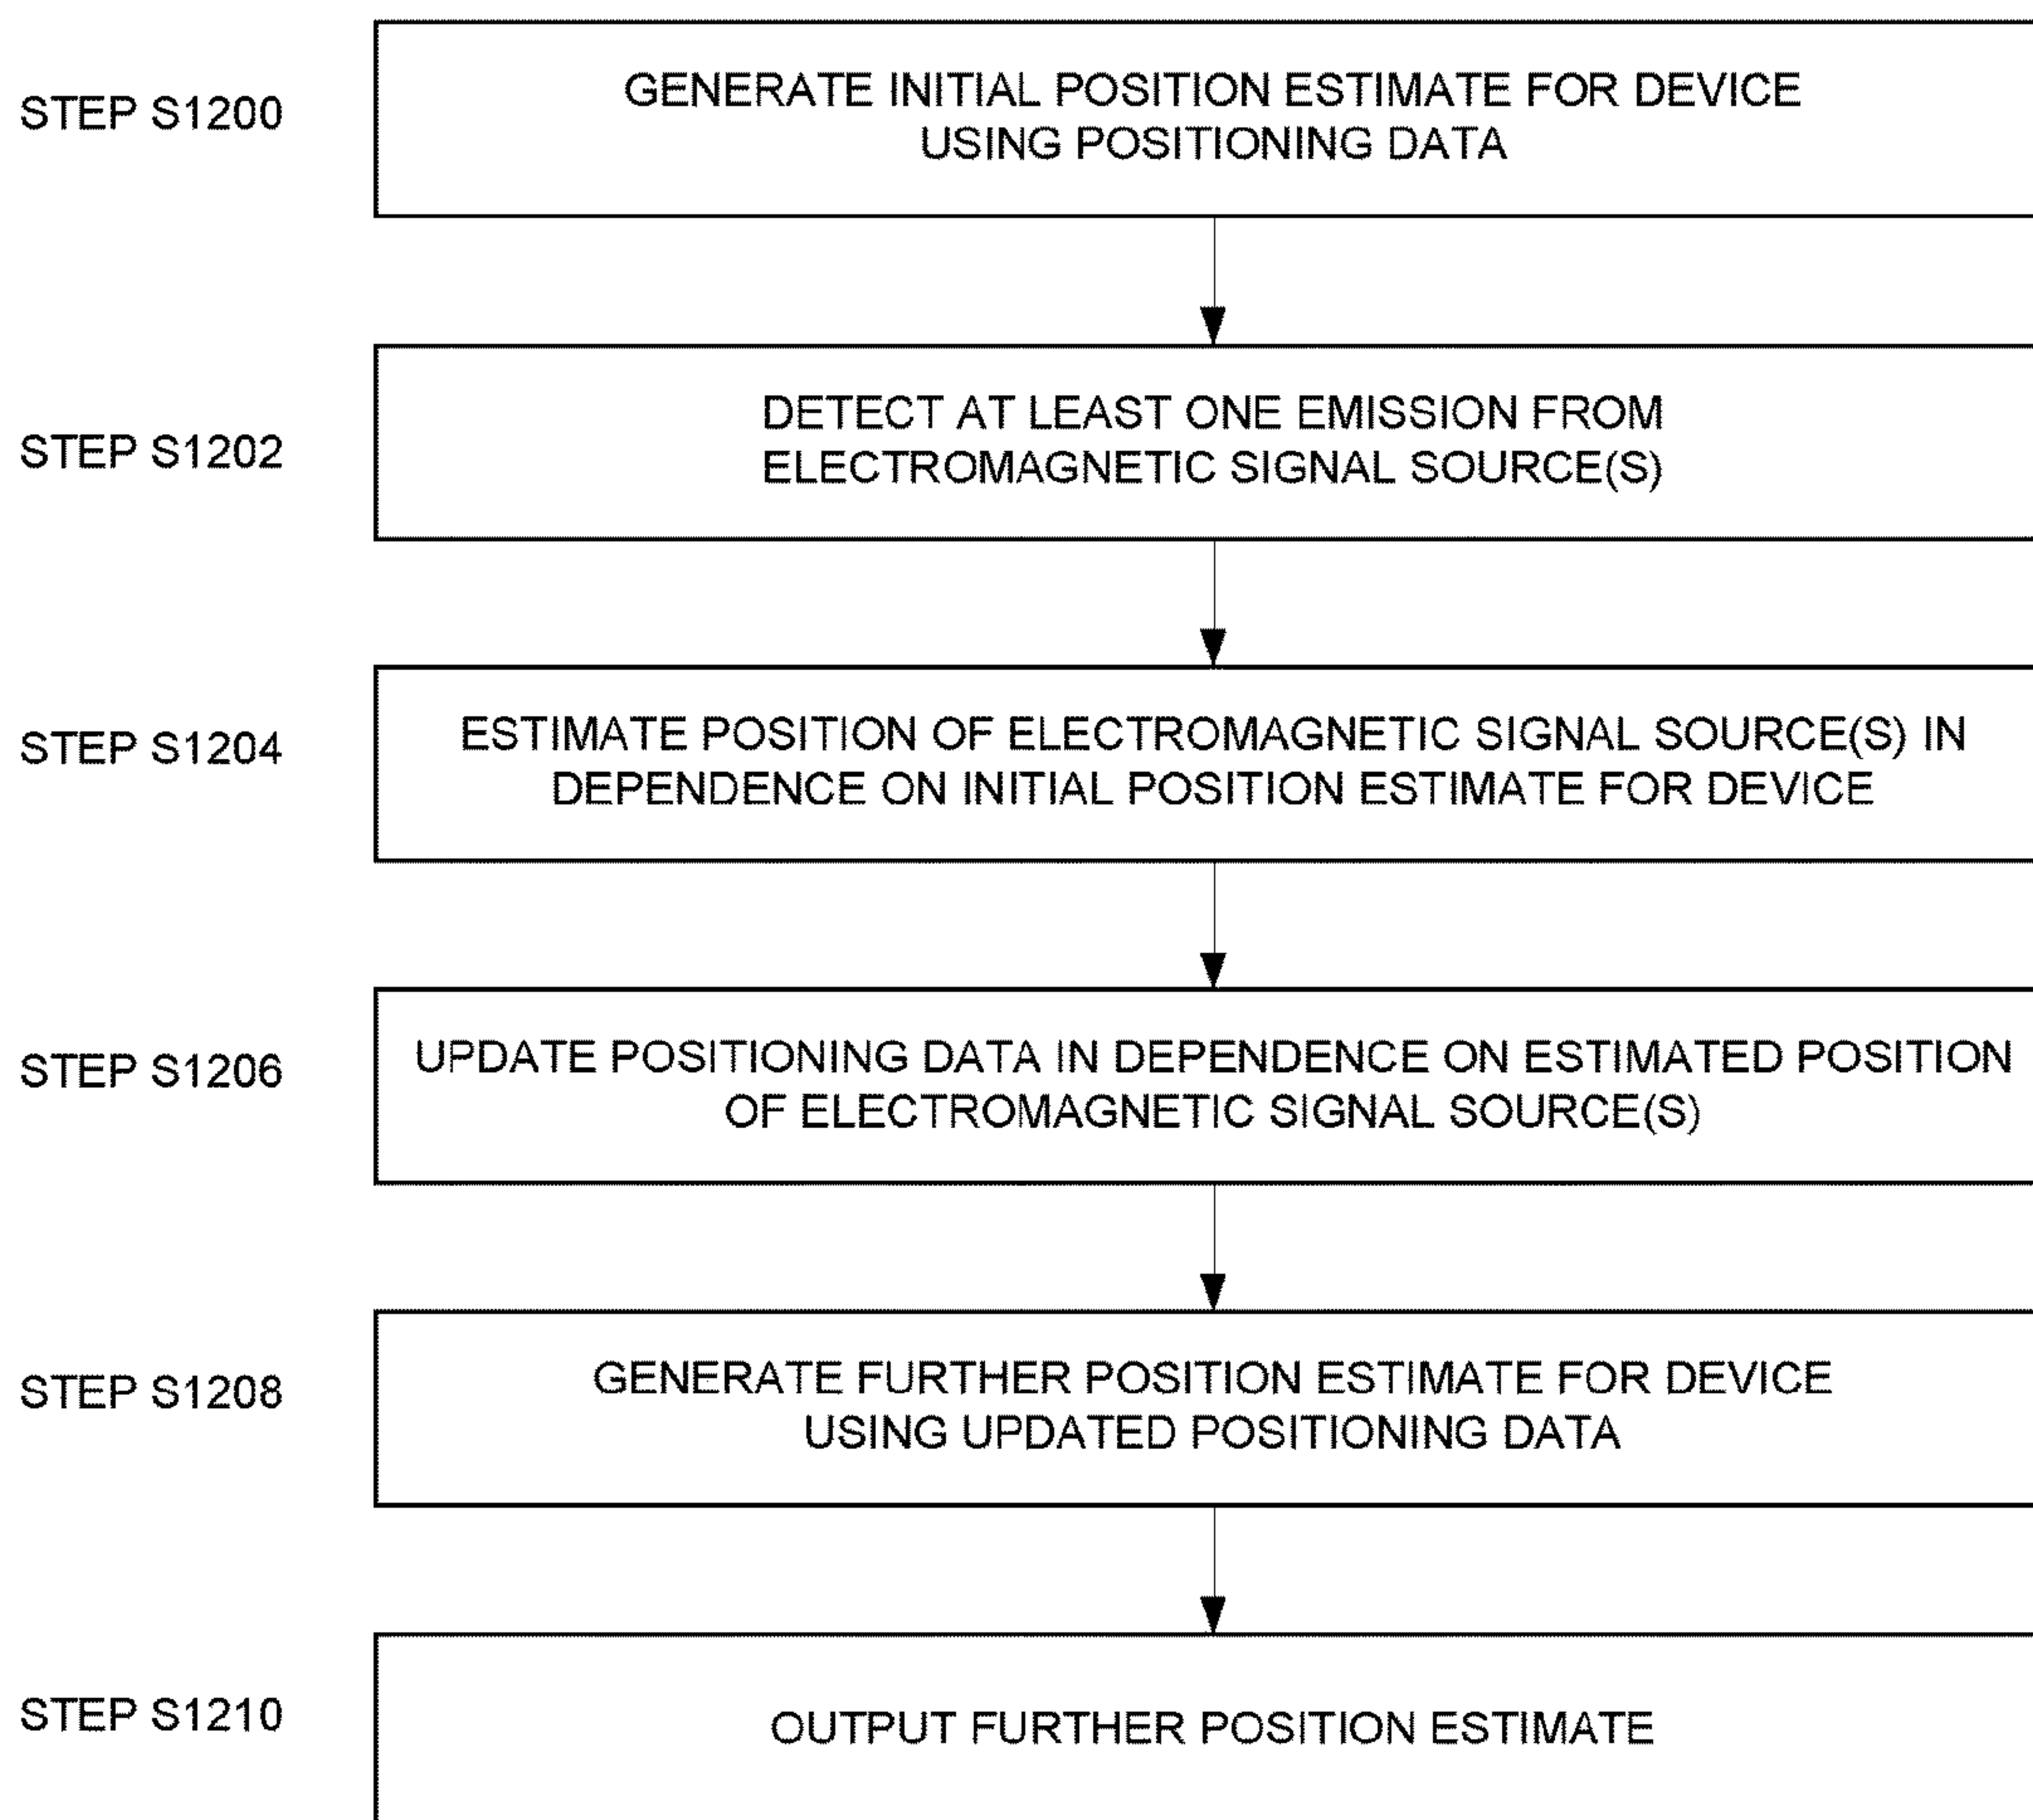 STEP S1200
GENERATE INITIAL POSITION ESTIMATE FOR DEVICE
USING POSITIONING DATA
STEP S1202
DETECT AT LEAST ONE EMISSION FROM
ELECTROMAGNETIC SIGNAL SOURCE(S)
STEP S1204
ESTIMATE POSITION OF ELECTROMAGNETIC SIGNAL SOURCE(S) IN
DEPENDENCE ON INITIAL POSITION ESTIMATE FOR DEVICE
STEP S1206
UPDATE POSITIONING DATA IN DEPENDENCE ON ESTIMATED POSITION
OF ELECTROMAGNETIC SIGNAL SOURCE(S)
STEP S1208
GENERATE FURTHER POSITION ESTIMATE FOR DEVICE
USING UPDATED POSITIONING DATA
STEP S1210
OUTPUT FURTHER POSITION ESTIMATE